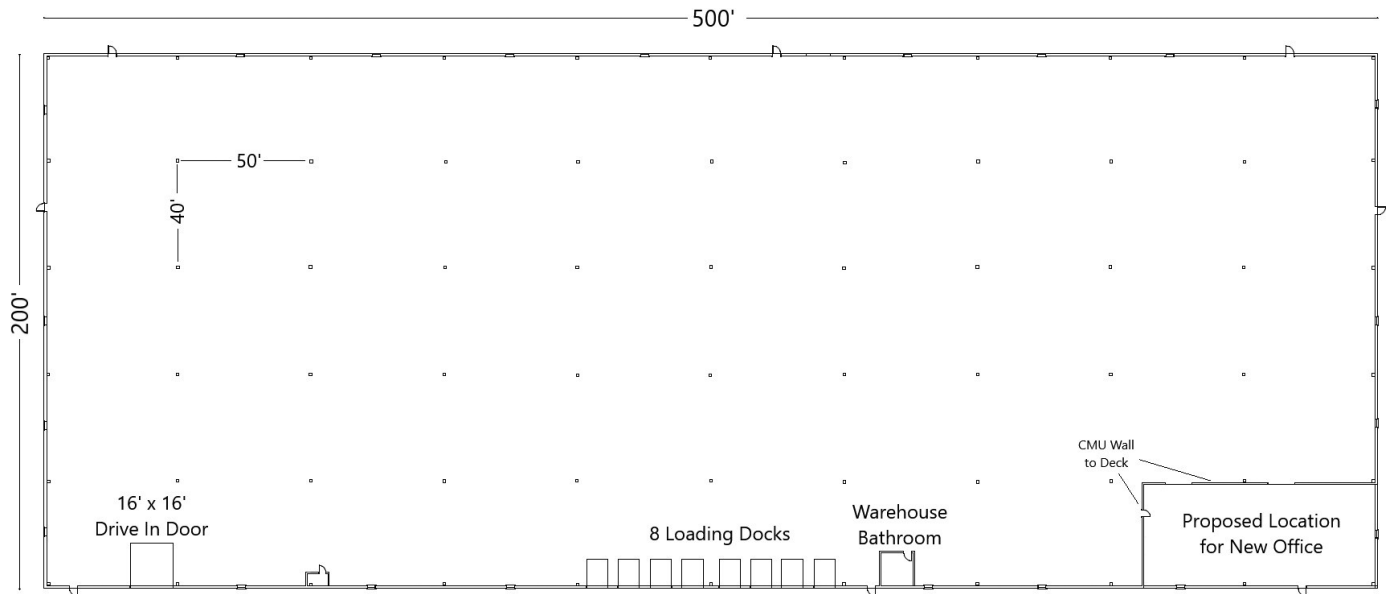 500'
50'
40'
200'
CMU Wall
to Deck
16' x 16'
Drive In Door
8 Loading Docks
Warehouse
Bathroom
Proposed Location
for New Office